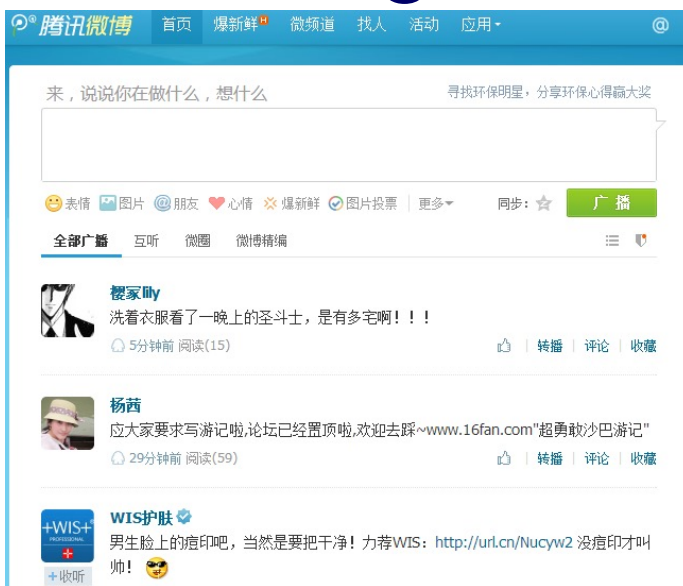 腾讯微博 首页 爆新鲜 微频道 找人 活动 应用 @
来，说说你在做什么，想什么 寻找环保明星，分享环保心得赢大奖
表情 图片 @朋友 心情 爆新鲜 图片投票 更多 同步： 广播
全部广播 互听 微圈 微博精编
樱冢lily
洗着衣服看了一晚上的圣斗士，是有多宅啊！！！
5分钟前 阅读(15) 转播 评论 收藏
杨茜
应大家要求写游记啦,论坛已经置顶啦,欢迎去踩~www.16fan.com"超勇敢沙巴游记"
29分钟前 阅读(59) 转播 评论 收藏
WIS护肤
+WIS+
PROFESSIONAL
男生脸上的痘印吧，当然是要把干净！力荐WIS：http://url.cn/Nucyw2 没痘印才叫
帅！
+收听